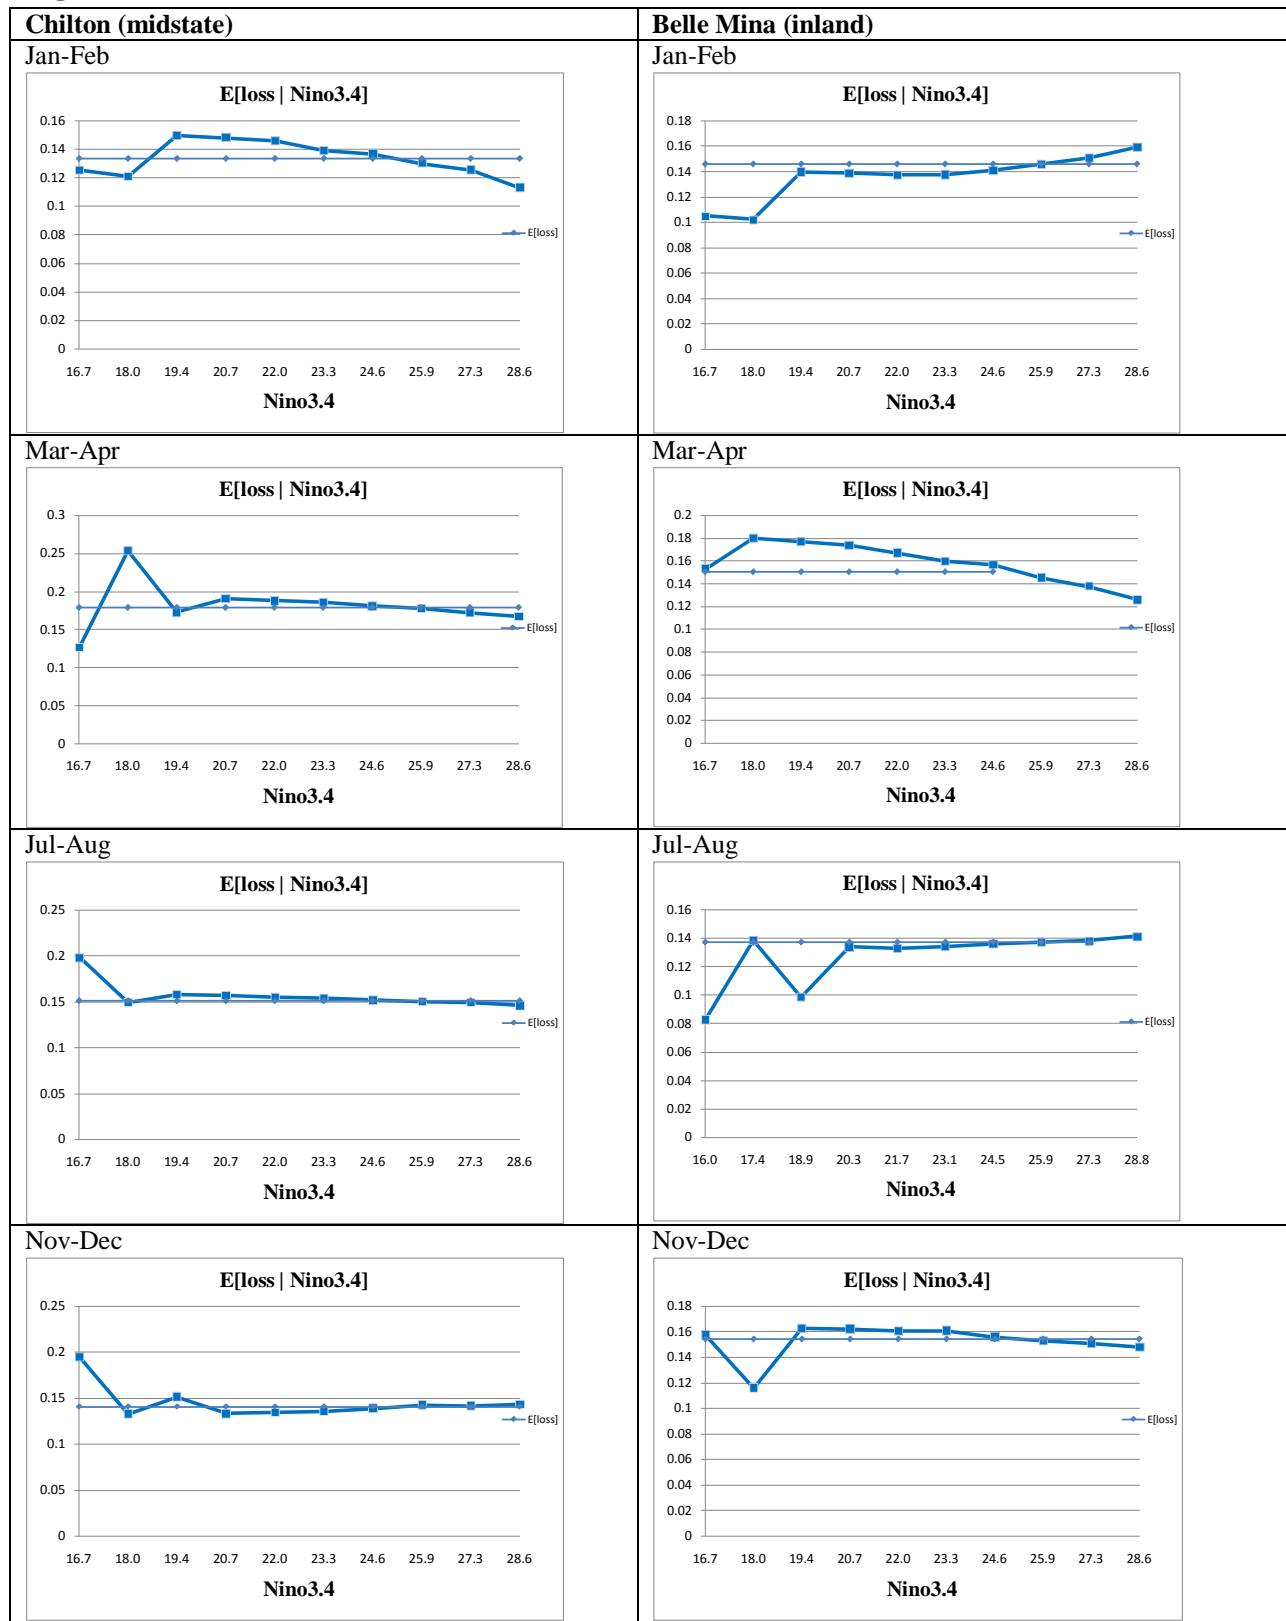 Chilton (midstate)
Belle Mina (inland)
Jan-Feb
E[loss | Nino3.4]
0.16
0.14
0.12
0.1
0.08
0.06
0.04
0.02
0
E[loss]
16.7 18.0 19.4 20.7 22.0 23.3 24.6 25.9 27.3 28.6
Nino3.4
Jan-Feb
E[loss | Nino3.4]
0.18
0.16
0.14
0.12
0.1
0.08
0.06
0.04
0.02
0
E[loss]
16.7 18.0 19.4 20.7 22.0 23.3 24.6 25.9 27.3 28.6
Nino3.4
Mar-Apr
E[loss | Nino3.4]
0.3
0.25
0.2
0.15
0.1
0.05
0
E[loss]
16.7 18.0 19.4 20.7 22.0 23.3 24.6 25.9 27.3 28.6
Nino3.4
Mar-Apr
E[loss | Nino3.4]
0.2
0.18
0.16
0.14
0.12
0.1
0.08
0.06
0.04
0.02
0
E[loss]
16.7 18.0 19.4 20.7 22.0 23.3 24.6 25.9 27.3 28.6
Nino3.4
Jul-Aug
E[loss | Nino3.4]
0.25
0.2
0.15
0.1
0.05
0
E[loss]
16.7 18.0 19.4 20.7 22.0 23.3 24.6 25.9 27.3 28.6
Nino3.4
Jul-Aug
E[loss | Nino3.4]
0.16
0.14
0.12
0.1
0.08
0.06
0.04
0.02
0
E[loss]
16.0 17.4 18.9 20.3 21.7 23.1 24.5 25.9 27.3 28.8
Nino3.4
Nov-Dec
E[loss | Nino3.4]
0.25
0.2
0.15
0.1
0.05
0
E[loss]
16.7 18.0 19.4 20.7 22.0 23.3 24.6 25.9 27.3 28.6
Nino3.4
Nov-Dec
E[loss | Nino3.4]
0.18
0.16
0.14
0.12
0.1
0.08
0.06
0.04
0.02
0
E[loss]
16.7 18.0 19.4 20.7 22.0 23.3 24.6 25.9 27.3 28.6
Nino3.4